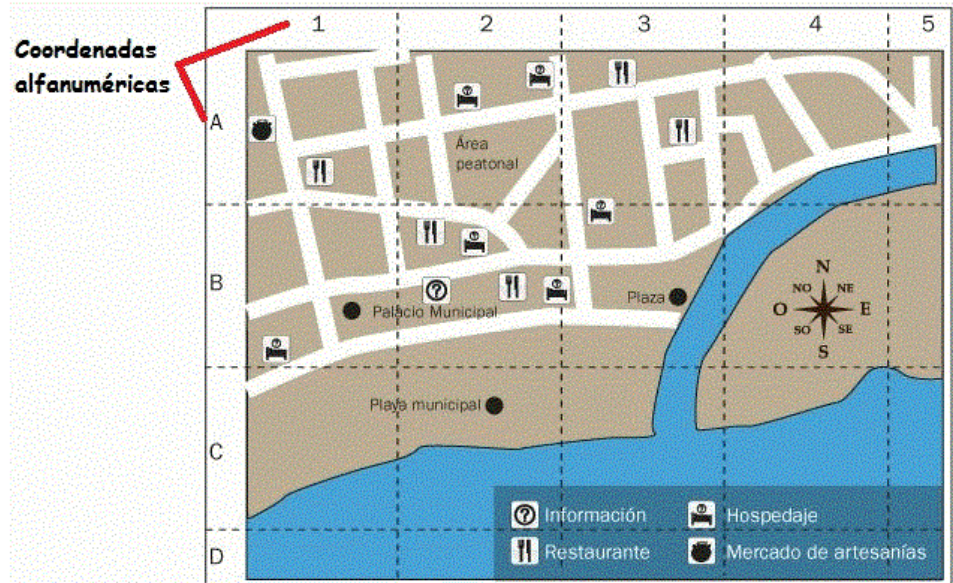 Coordenadas
alfanuméricas
1 2 3 4 5
A
Área
peatonal
B
Plaza
Palacio Municipal
N
NO NE
O E
SO SE
S
Playa municipal
C
Información
Hospedaje
D
Restaurante
Mercado de artesanías